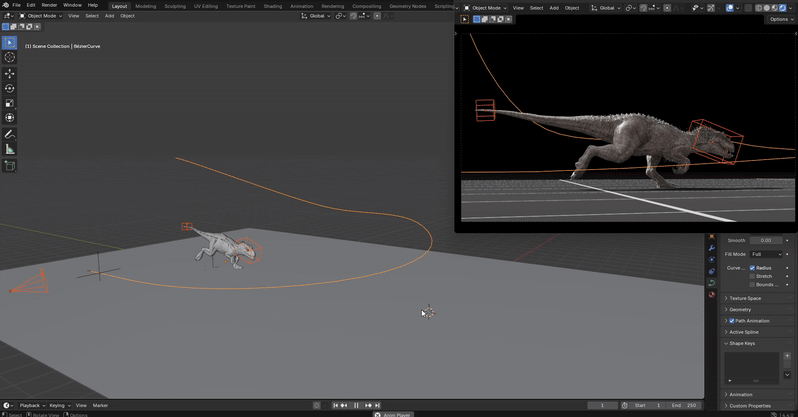 File Edit Render Window Help Layout Modeling Sculpting UV Editing Texture Paint Shading Animation Rendering Compositing Geometry Nodes Scripting
Object Mode View Select Add Object Global
Object Mode View Select Add Object Global
Options
(1) Scene Collection | BézierCurve
Smooth 0.00
Fill Mode Full
Curve ... Radius
Stretch
Bounds ...
Texture Space
Geometry
Path Animation
Active Spline
Shape Keys
Animation
Custom Properties
Playback Keying View Marker 1 Start 1 End 250
Select Rotate View Options Anim Player